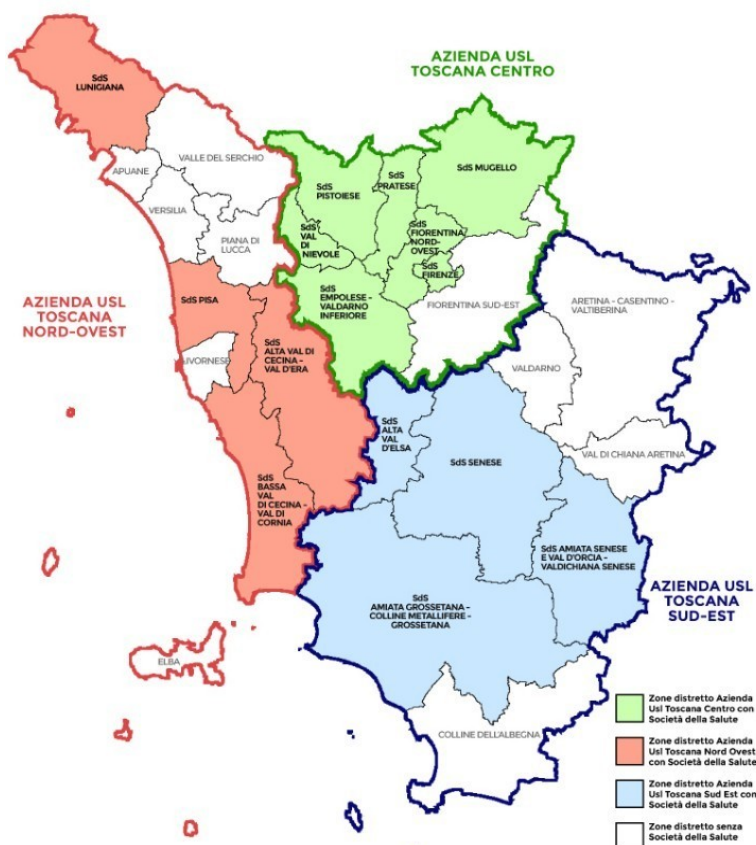 AZIENDA USL
TOSCANA CENTRO
SdS
LUNIGIANA
VALLE DEL SERCHIO
APUANE
VERSILIA
PIANA DI
LUCCA
SdS
PISTOIESE
SdS
PRATESE
SdS MUGELLO
SdS
VAL
DI
NIEVOLE
SdS
FIORENTINA
NORD-
OVEST
SdS
FIRENZE
SdS
EMPOLESE -
VALDARNO
INFERIORE
FIORENTINA SUD-EST
ARETINA - CASENTINO -
VALTIBERINA
AZIENDA USL
TOSCANA
NORD-OVEST
SdS PISA
SdS
ALTA VAL DI
CECINA -
VAL D'ERA
VALDARNO
SdS
ALTA
VAL
D'ELSA
VAL DI CHIANA ARETINA
SdS SENESE
SdS
BASSA
VAL
DI CECINA -
VAL DI
CORNIA
SdS AMIATA SENESE
E VAL D'ORCIA -
VALDICHIANA SENESE
AZIENDA USL
TOSCANA
SUD-EST
SdS
AMIATA GROSSETANA -
COLLINE METALLIFERE -
GROSSETANA
ELBA
COLLINE DELL'ALBEGNA
Zone distretto Azienda
Usl Toscana Centro con
Società della Salute
Zone distretto Azienda
Usl Toscana Nord Ovest
con Società della Salute
Zone distretto Azienda
Usl Toscana Sud Est con
Società della Salute
Zone distretto senza
Società della Salute